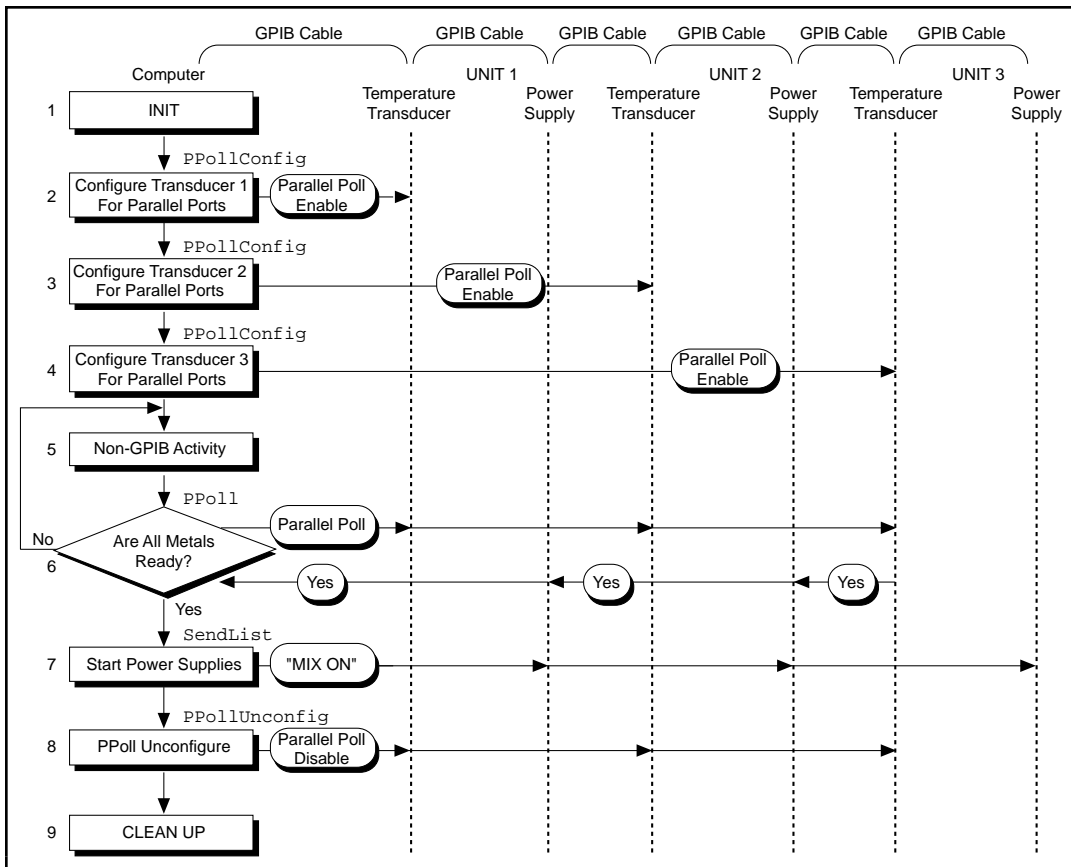 GPIB Cable GPIB Cable GPIB Cable GPIB Cable GPIB Cable GPIB Cable
Computer UNIT 1 UNIT 2 UNIT 3
Temperature Power Temperature Power Temperature Power
Transducer Supply Transducer Supply Transducer Supply
1 INIT
PPollConfig
2 Configure Transducer 1
For Parallel Ports
Parallel Poll
Enable
PPollConfig
3 Configure Transducer 2
For Parallel Ports
Parallel Poll
Enable
PPollConfig
4 Configure Transducer 3
For Parallel Ports
Parallel Poll
Enable
5 Non-GPIB Activity
PPoll
No
6 Are All Metals
Ready?
Parallel Poll
Yes Yes Yes
Yes
SendList
7 Start Power Supplies "MIX ON"
PPollUnconfig
8 PPoll Unconfigure
Parallel Poll
Disable
9 CLEAN UP